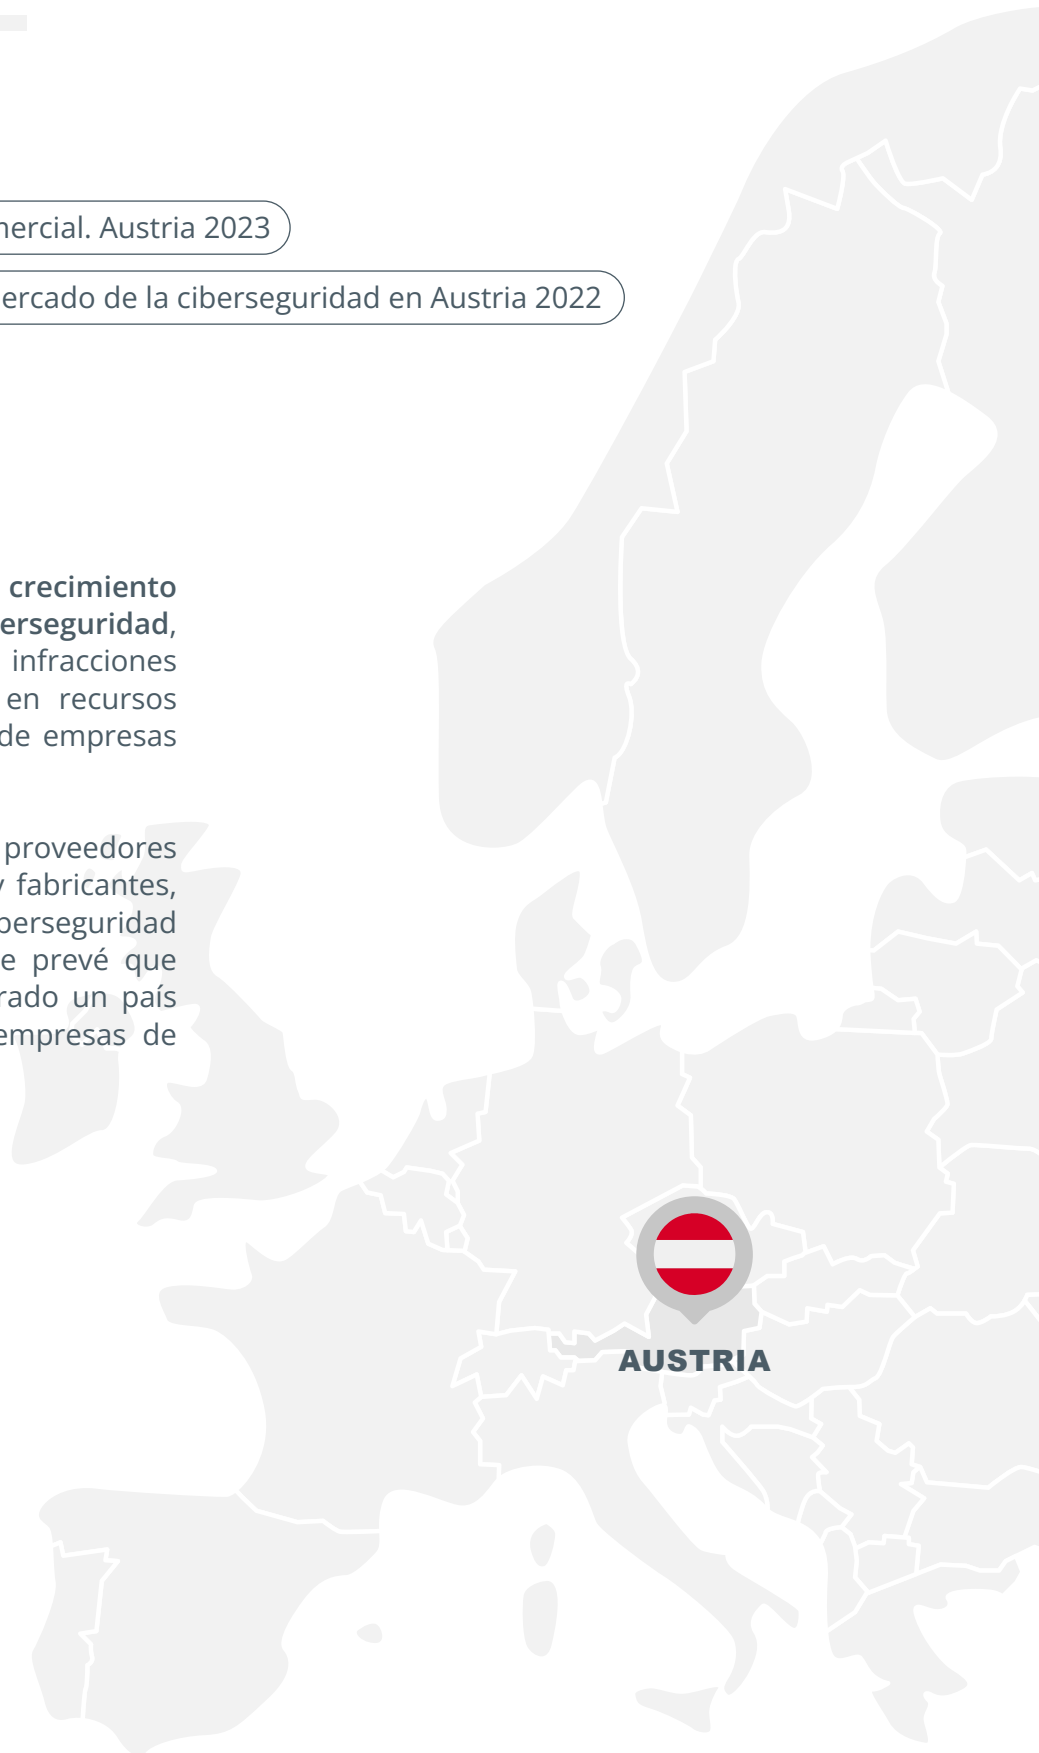 mercial. Austria 2023
ercado de la ciberseguridad en Austria 2022
crecimiento
erseguridad,
infracciones
en recursos
de empresas
proveedores
y fabricantes,
berseguridad
e prevé que
rado un país
empresas de
AUSTRIA